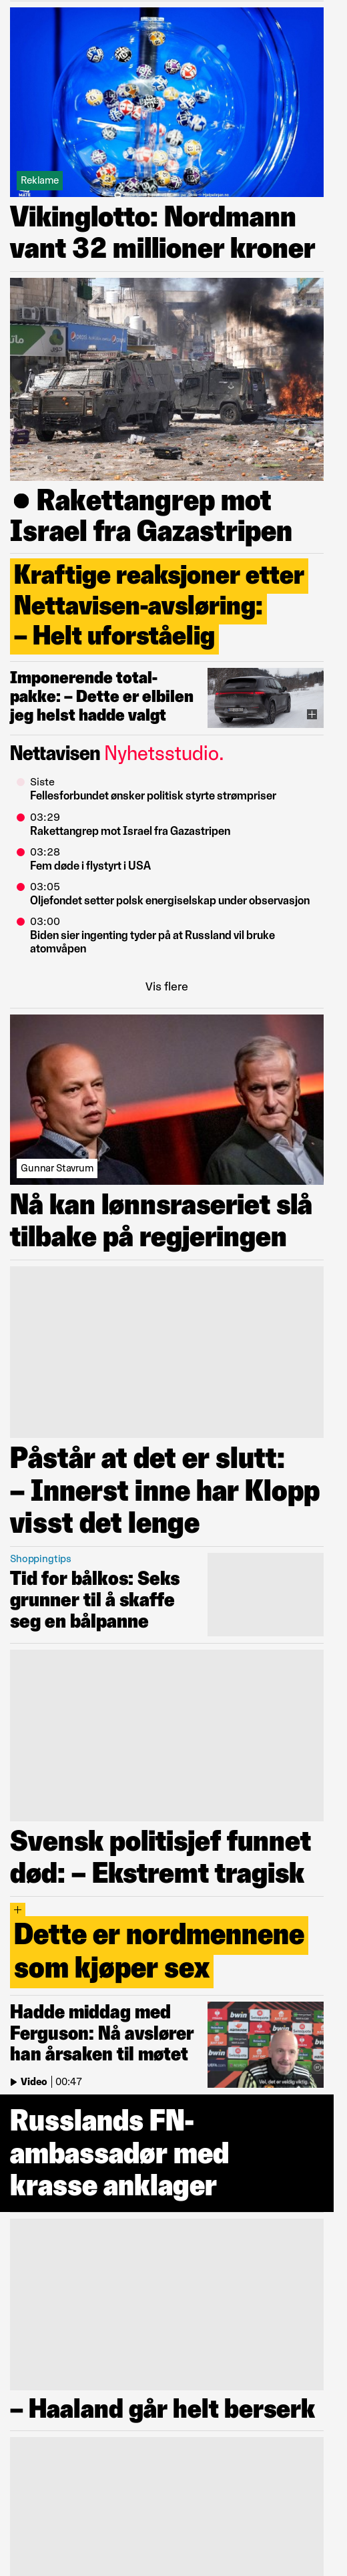 Reklame
Vikinglotto: Nordmann
vant 32 millioner kroner
● Rakettangrep mot
Israel fra Gazastripen
Kraftige reaksjoner etter
Nettavisen-avsløring:
– Helt uforståelig
Imponerende total-
pakke: – Dette er elbilen
jeg helst hadde valgt
Nettavisen Nyhetsstudio.
Siste
Fellesforbundet ønsker politisk styrte strømpriser
03:29
Rakettangrep mot Israel fra Gazastripen
03:28
Fem døde i flystyrt i USA
03:05
Oljefondet setter polsk energiselskap under observasjon
03:00
Biden sier ingenting tyder på at Russland vil bruke
atomvåpen
Vis flere
Gunnar Stavrum
Nå kan lønnsraseriet slå
tilbake på regjeringen
Påstår at det er slutt:
– Innerst inne har Klopp
visst det lenge
Shoppingtips
Tid for bålkos: Seks
grunner til å skaffe
seg en bålpanne
Svensk politisjef funnet
død: – Ekstremt tragisk
+
Dette er nordmennene
som kjøper sex
Hadde middag med
Ferguson: Nå avslører
han årsaken til møtet
bwin
Vel, det er veldig viktig.
Video | 00:47
Russlands FN-
ambassadør med
krasse anklager
– Haaland går helt berserk